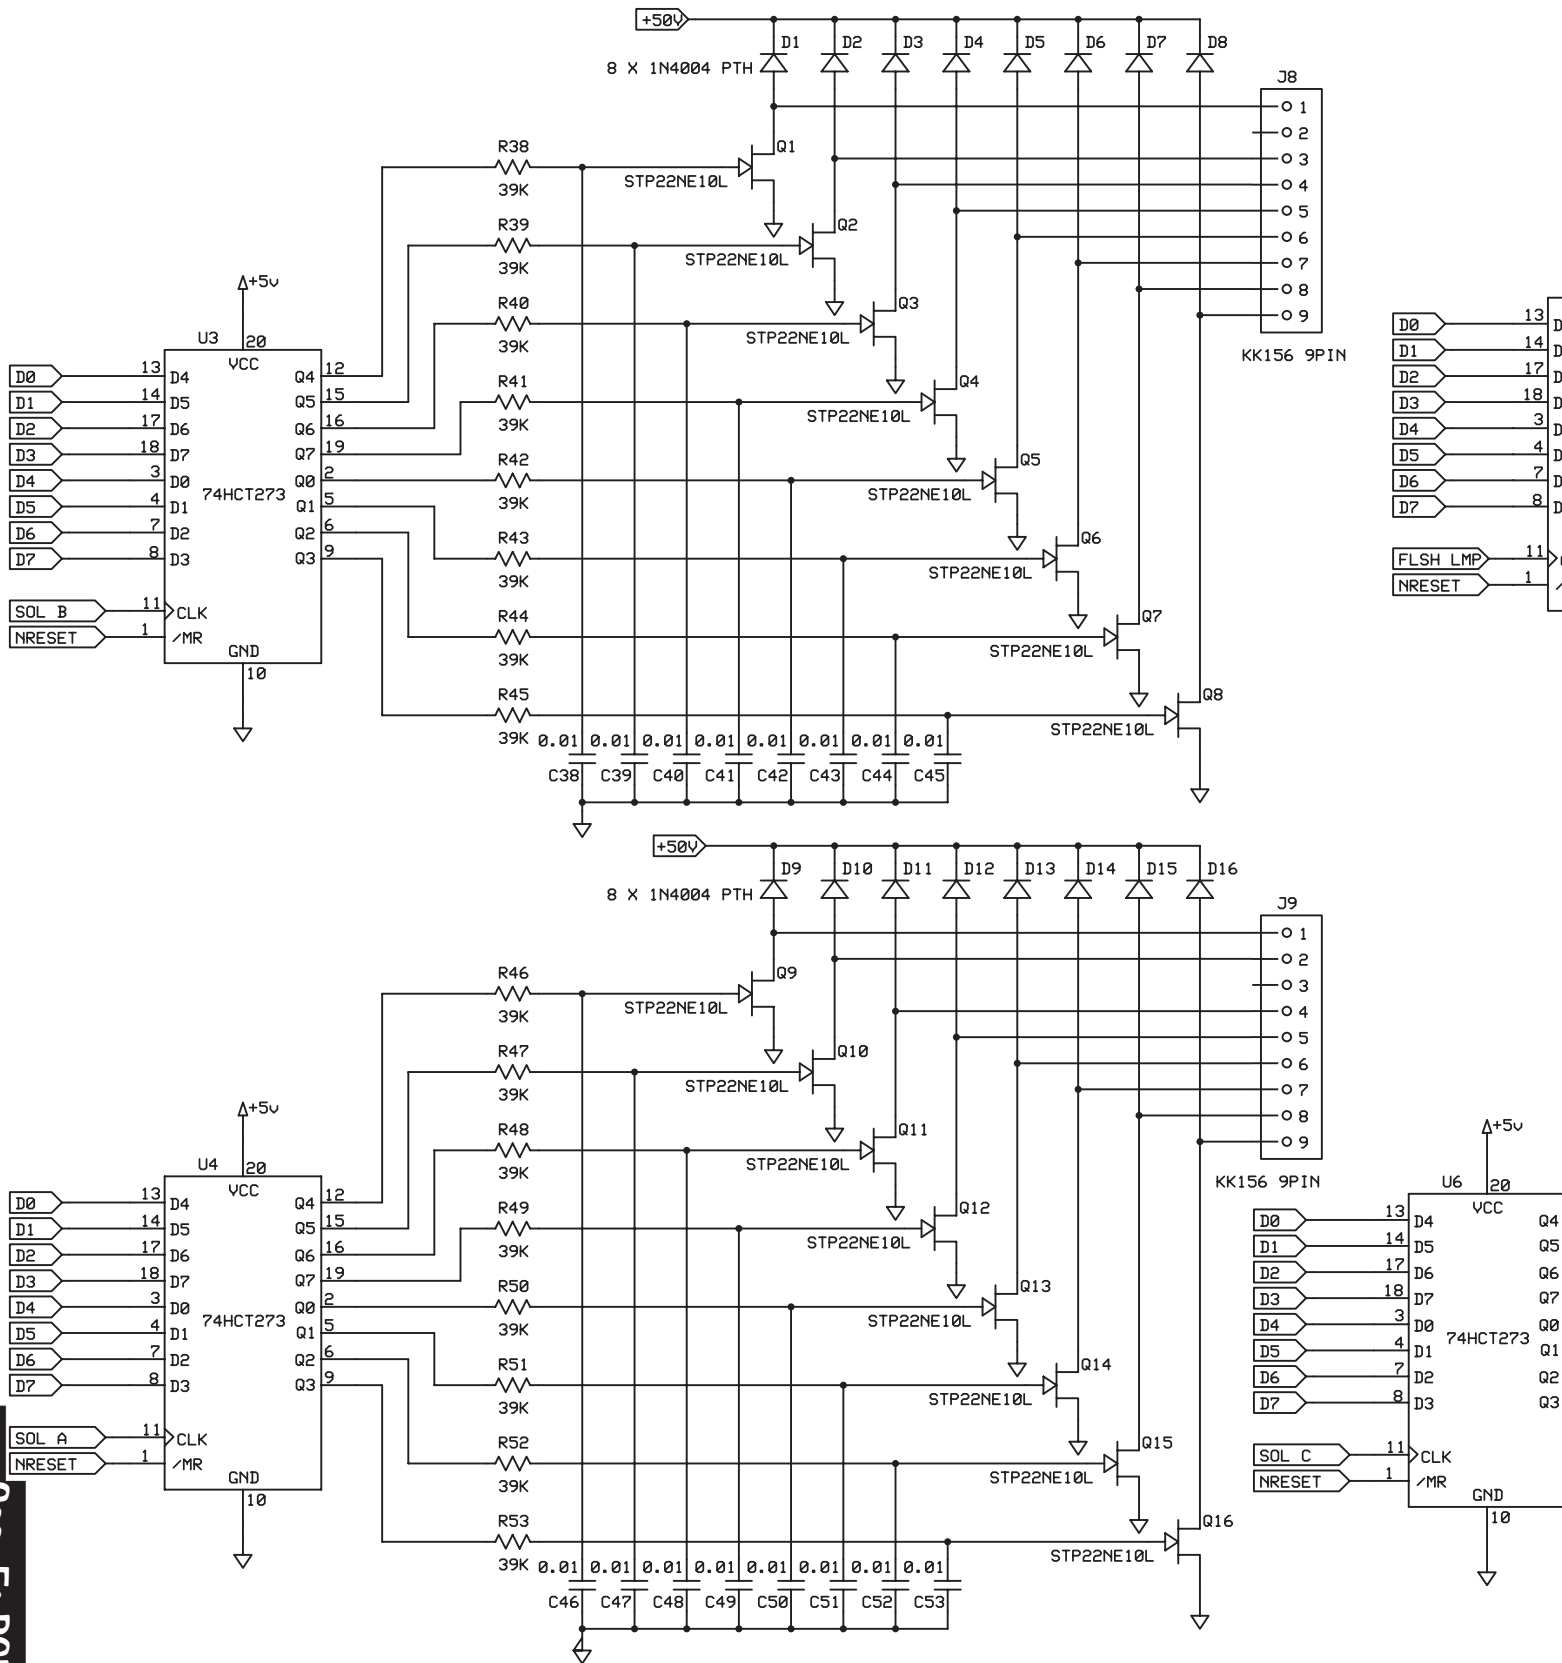 +50V
D1 D2 D3 D4 D5 D6 D7 D8
8 X 1N4004 PTH
J8
1
2
3
4
5
6
7
8
9
KK156 9PIN
R38
39K
STP22NE10L
Q1
R39
39K
STP22NE10L
Q2
R40
39K
STP22NE10L
Q3
R41
39K
STP22NE10L
Q4
R42
39K
STP22NE10L
Q5
R43
39K
STP22NE10L
Q6
R44
39K
STP22NE10L
Q7
R45
39K
STP22NE10L
Q8
+5v
U3
20
VCC
D0 13 D4 Q4 12
D1 14 D5 Q5 15
D2 17 D6 Q6 16
D3 18 D7 Q7 19
D4 3 D0 Q0 2
74HCT273
D5 4 D1 Q1 5
D6 7 D2 Q2 6
D7 8 D3 Q3 9
SOL B 11 CLK
NRESET 1 /MR
GND
10
0.01 0.01 0.01 0.01 0.01 0.01 0.01 0.01
C38 C39 C40 C41 C42 C43 C44 C45
D0 13 D
D1 14 D
D2 17 D
D3 18 D
D4 3 D
D5 4 D
D6 7 D
D7 8 D
FLSH LMP 11
NRESET 1 /
+50V
D9 D10 D11 D12 D13 D14 D15 D16
8 X 1N4004 PTH
J9
1
2
3
4
5
6
7
8
9
KK156 9PIN
R46
39K
STP22NE10L
Q9
R47
39K
STP22NE10L
Q10
R48
39K
STP22NE10L
Q11
R49
39K
STP22NE10L
Q12
R50
39K
STP22NE10L
Q13
R51
39K
STP22NE10L
Q14
R52
39K
STP22NE10L
Q15
R53
39K
STP22NE10L
Q16
+5v
U4
20
VCC
D0 13 D4 Q4 12
D1 14 D5 Q5 15
D2 17 D6 Q6 16
D3 18 D7 Q7 19
D4 3 D0 Q0 2
74HCT273
D5 4 D1 Q1 5
D6 7 D2 Q2 6
D7 8 D3 Q3 9
SOL A 11 CLK
NRESET 1 /MR
GND
10
0.01 0.01 0.01 0.01 0.01 0.01 0.01 0.01
C46 C47 C48 C49 C50 C51 C52 C53
+5v
U6
20
VCC
D0 13 D4 Q4
D1 14 D5 Q5
D2 17 D6 Q6
D3 18 D7 Q7
D4 3 D0 Q0
74HCT273
D5 4 D1 Q1
D6 7 D2 Q2
D7 8 D3 Q3
SOL C 11 CLK
NRESET 1 /MR
GND
10